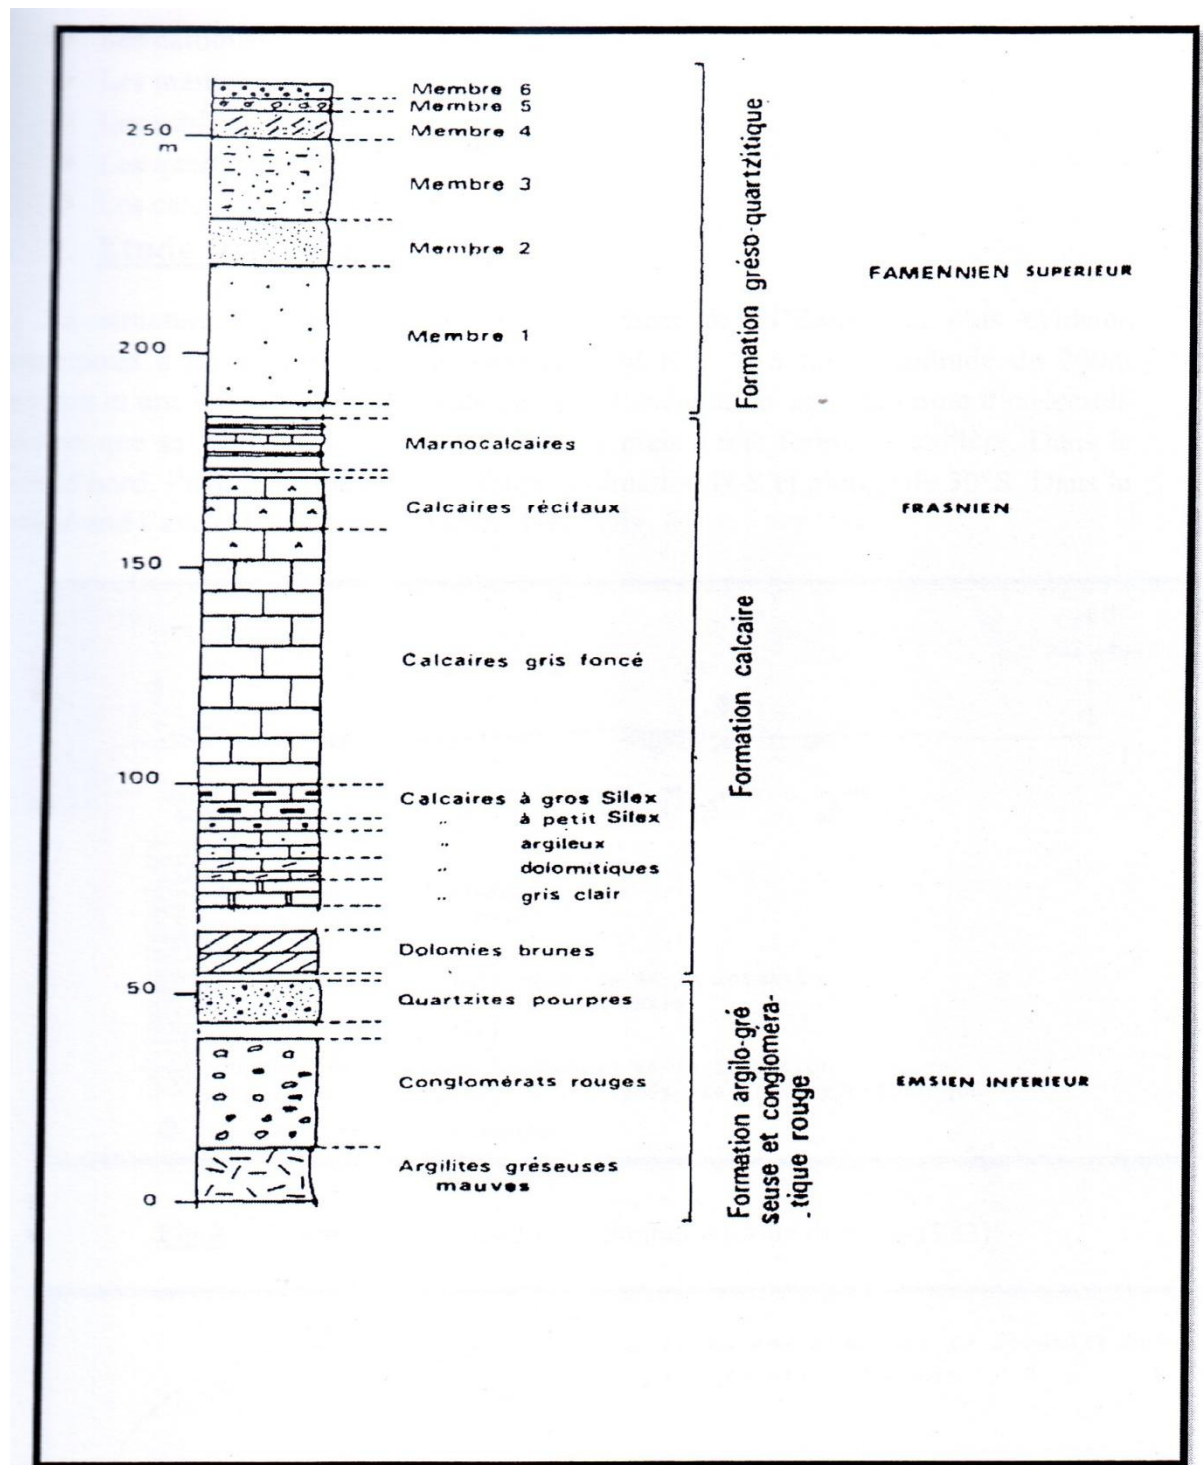 Membre 6
Membre 5
250
m
Membre 4
Membre 3
Membre 2
Membre 1
200
Formation gréso-quartzitique
FAMENNIEN SUPERIEUR
Marnocalcaires
Calcaires récifaux
FRASNIEN
150
Calcaires gris foncé
Formation calcaire
100
Calcaires à gros Silex
" à petit Silex
" argileux
" dolomitiques
" gris clair
Dolomies brunes
50
Quartzites pourpres
Conglomérats rouges
Argilites gréseuses
mauves
0
Formation argilo-gré
seuse et conglomera-
.tique rouge
EMSIEN INFERIEUR